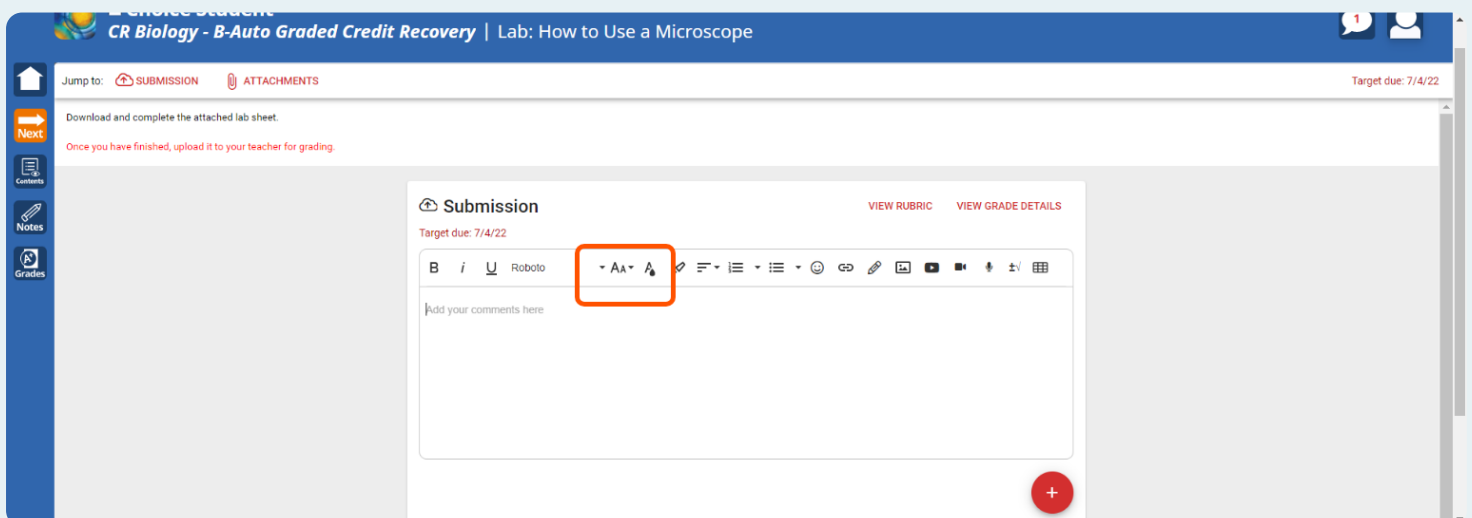 E Choice Student
CR Biology - B-Auto Graded Credit Recovery | Lab: How to Use a Microscope
1
Jump to: SUBMISSION ATTACHMENTS
Target due: 7/4/22
Next
Download and complete the attached lab sheet.
Once you have finished, upload it to your teacher for grading.
Contents
Notes
A+
Grades
Submission
VIEW RUBRIC VIEW GRADE DETAILS
Target due: 7/4/22
B i U Roboto AA A
Add your comments here
+